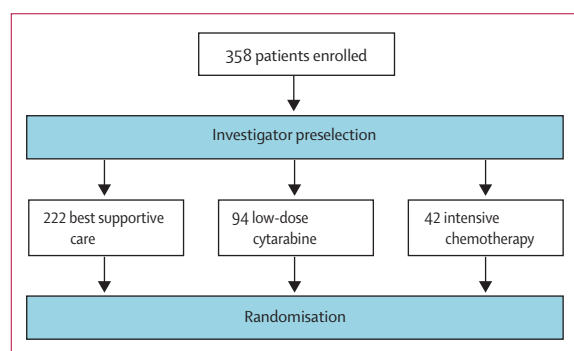 358 patients enrolled
Investigator preselection
222 best supportive
care
94 low-dose
cytarabine
42 intensive
chemotherapy
Randomisation